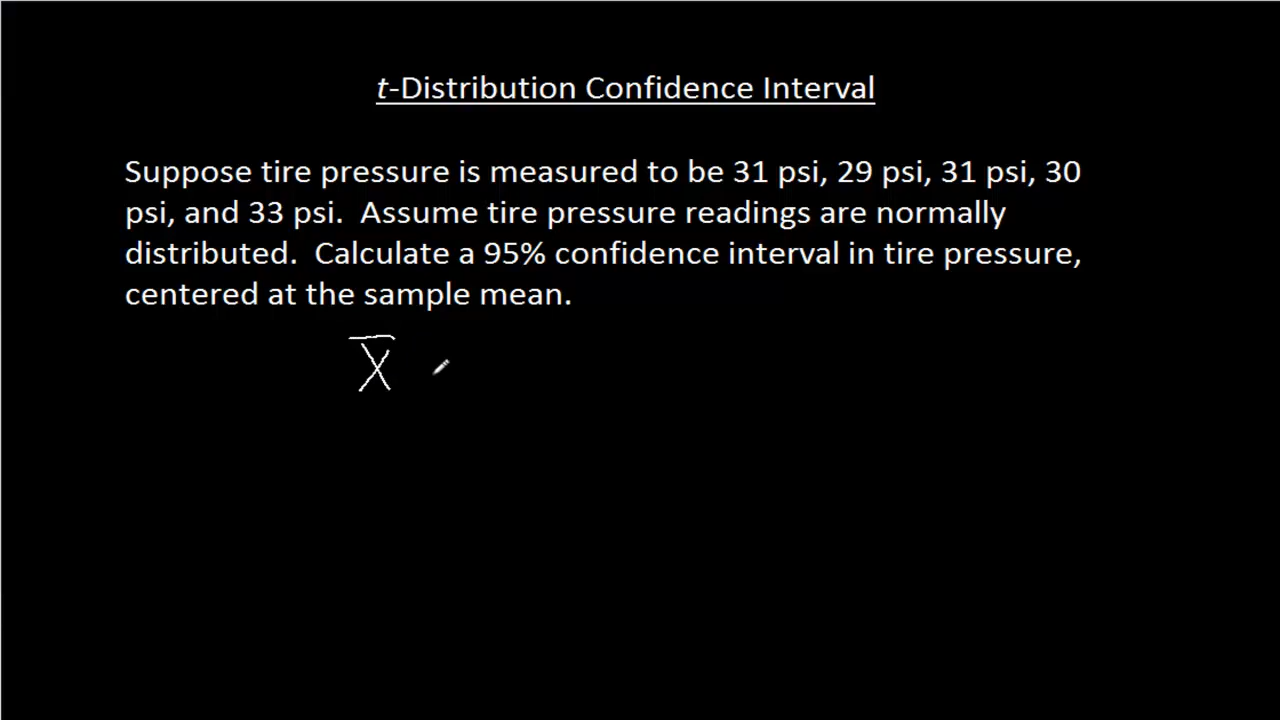 t-Distribution Confidence Interval
Suppose tire pressure is measured to be 31 psi, 29 psi, 31 psi, 30
psi, and 33 psi.  Assume tire pressure readings are normally
distributed.  Calculate a 95% confidence interval in tire pressure,
centered at the sample mean.
X̅